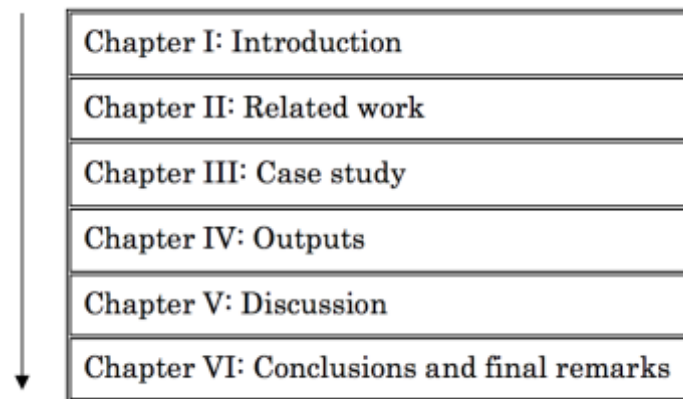 Chapter I: Introduction
Chapter II: Related work
Chapter III: Case study
Chapter IV: Outputs
Chapter V: Discussion
Chapter VI: Conclusions and final remarks